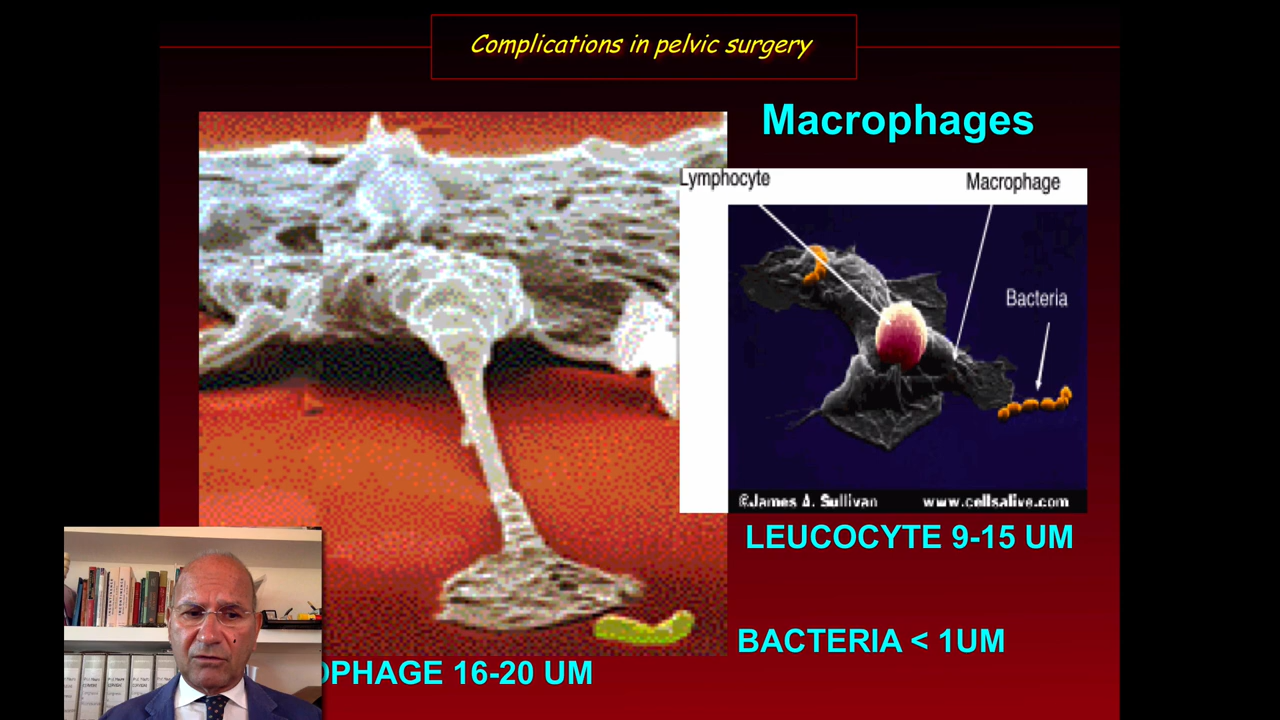 Complications in pelvic surgery
Macrophages
Lymphocyte
Macrophage
Bacteria
©James A. Sullivan
www.cellsalive.com
LEUCOCYTE 9-15 UM
BACTERIA < 1UM
OPHAGE 16-20 UM